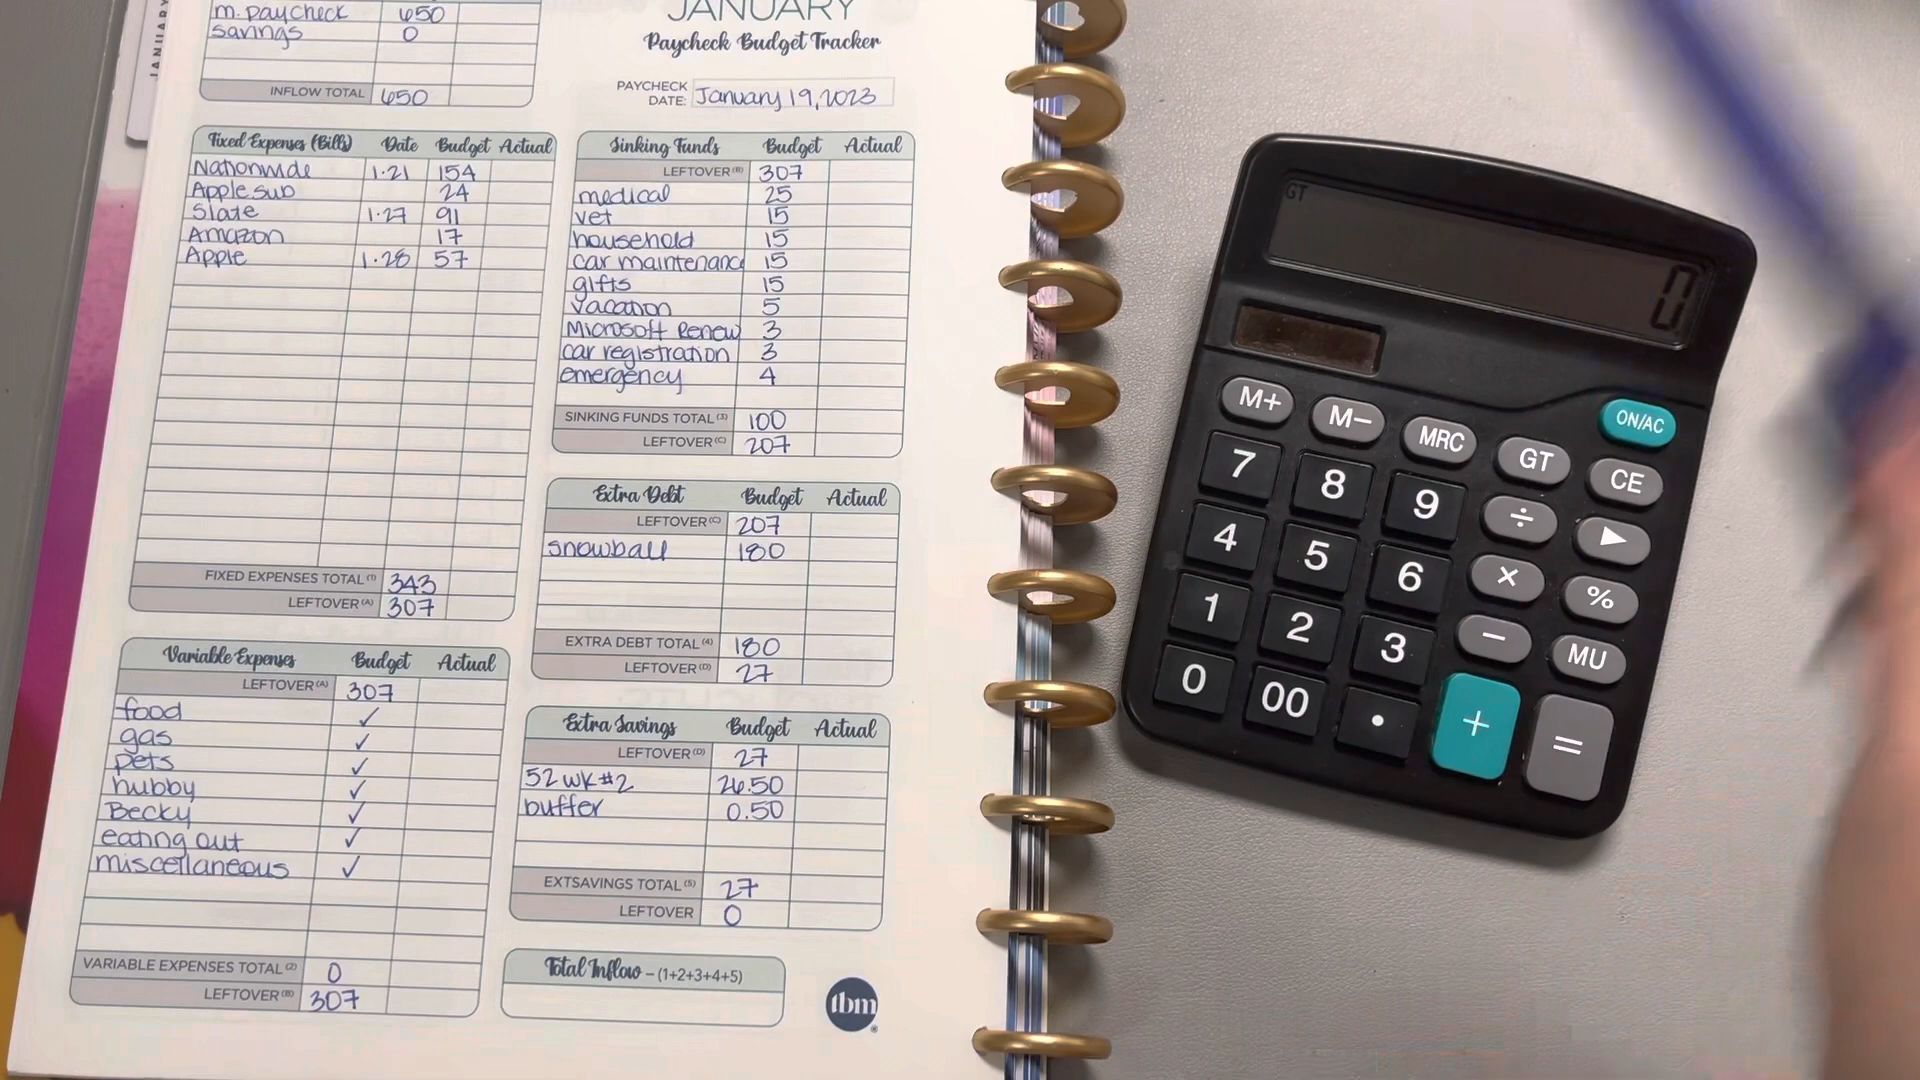 JANUARY
m. paycheck 650
savings 0
INFLOW TOTAL 650
JANUARY
Paycheck Budget Tracker
PAYCHECK DATE: January 19, 2023
Fixed Expenses (Bills) Date Budget Actual
Nationwide 1.21 154
Apple sub 24
Slate 1.27 91
Amazon 17
Apple 1.28 57
FIXED EXPENSES TOTAL (1) 343
LEFTOVER (A) 307
Variable Expenses Budget Actual
LEFTOVER (A) 307
food ✓
gas ✓
pets ✓
hubby ✓
Becky ✓
eating out ✓
miscellaneous ✓
VARIABLE EXPENSES TOTAL (2) 0
LEFTOVER (B) 307
Sinking Funds Budget Actual
LEFTOVER (B) 307
medical 25
vet 15
household 15
car maintenance 15
gifts 15
vacation 5
Microsoft Renew 3
car registration 3
emergency 4
SINKING FUNDS TOTAL (3) 100
LEFTOVER (C) 207
Extra Debt Budget Actual
LEFTOVER (C) 207
snowball 180
EXTRA DEBT TOTAL (4) 180
LEFTOVER (D) 27
Extra Savings Budget Actual
LEFTOVER (D) 27
52 wk #2 26.50
buffer 0.50
EXTSAVINGS TOTAL (5) 27
LEFTOVER 0
Total Inflow – (1+2+3+4+5)
tbm
GT
0
M+ M− MRC GT ON/AC
7 8 9 ÷ CE
4 5 6 × ▶
1 2 3 − %
0 00 . + = MU